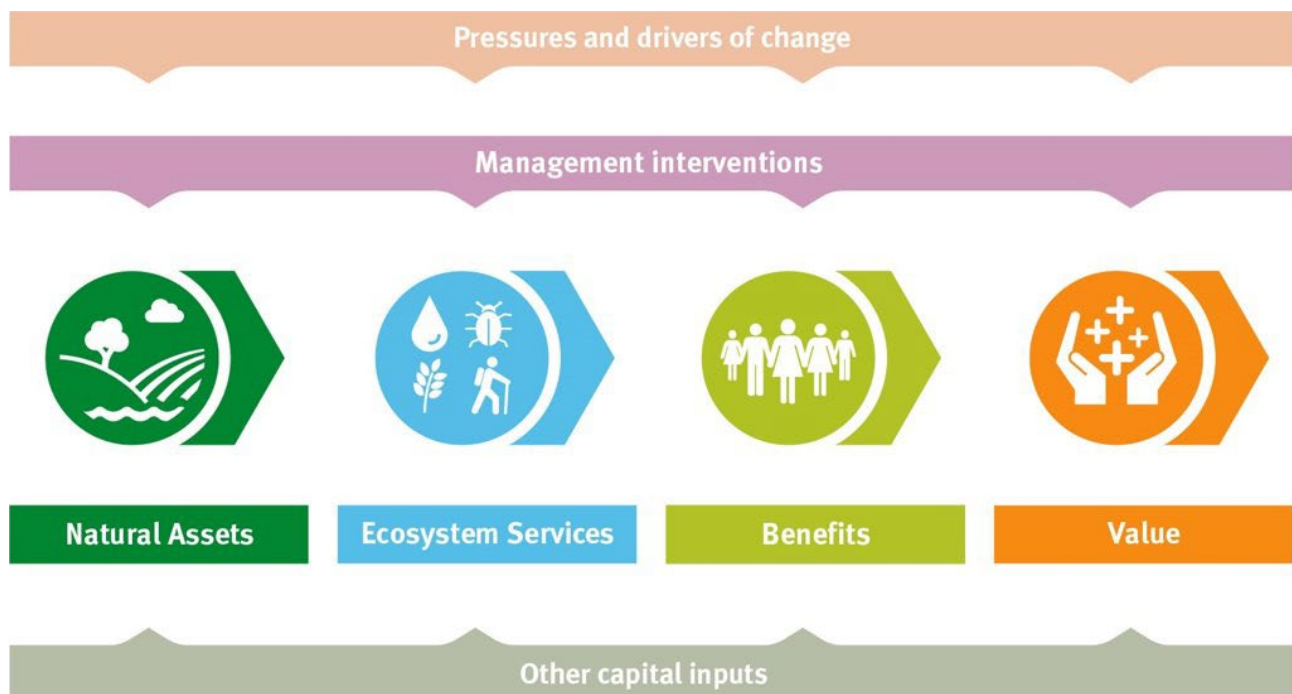 Pressures and drivers of change
Management interventions
Natural Assets
Ecosystem Services
Benefits
Value
Other capital inputs